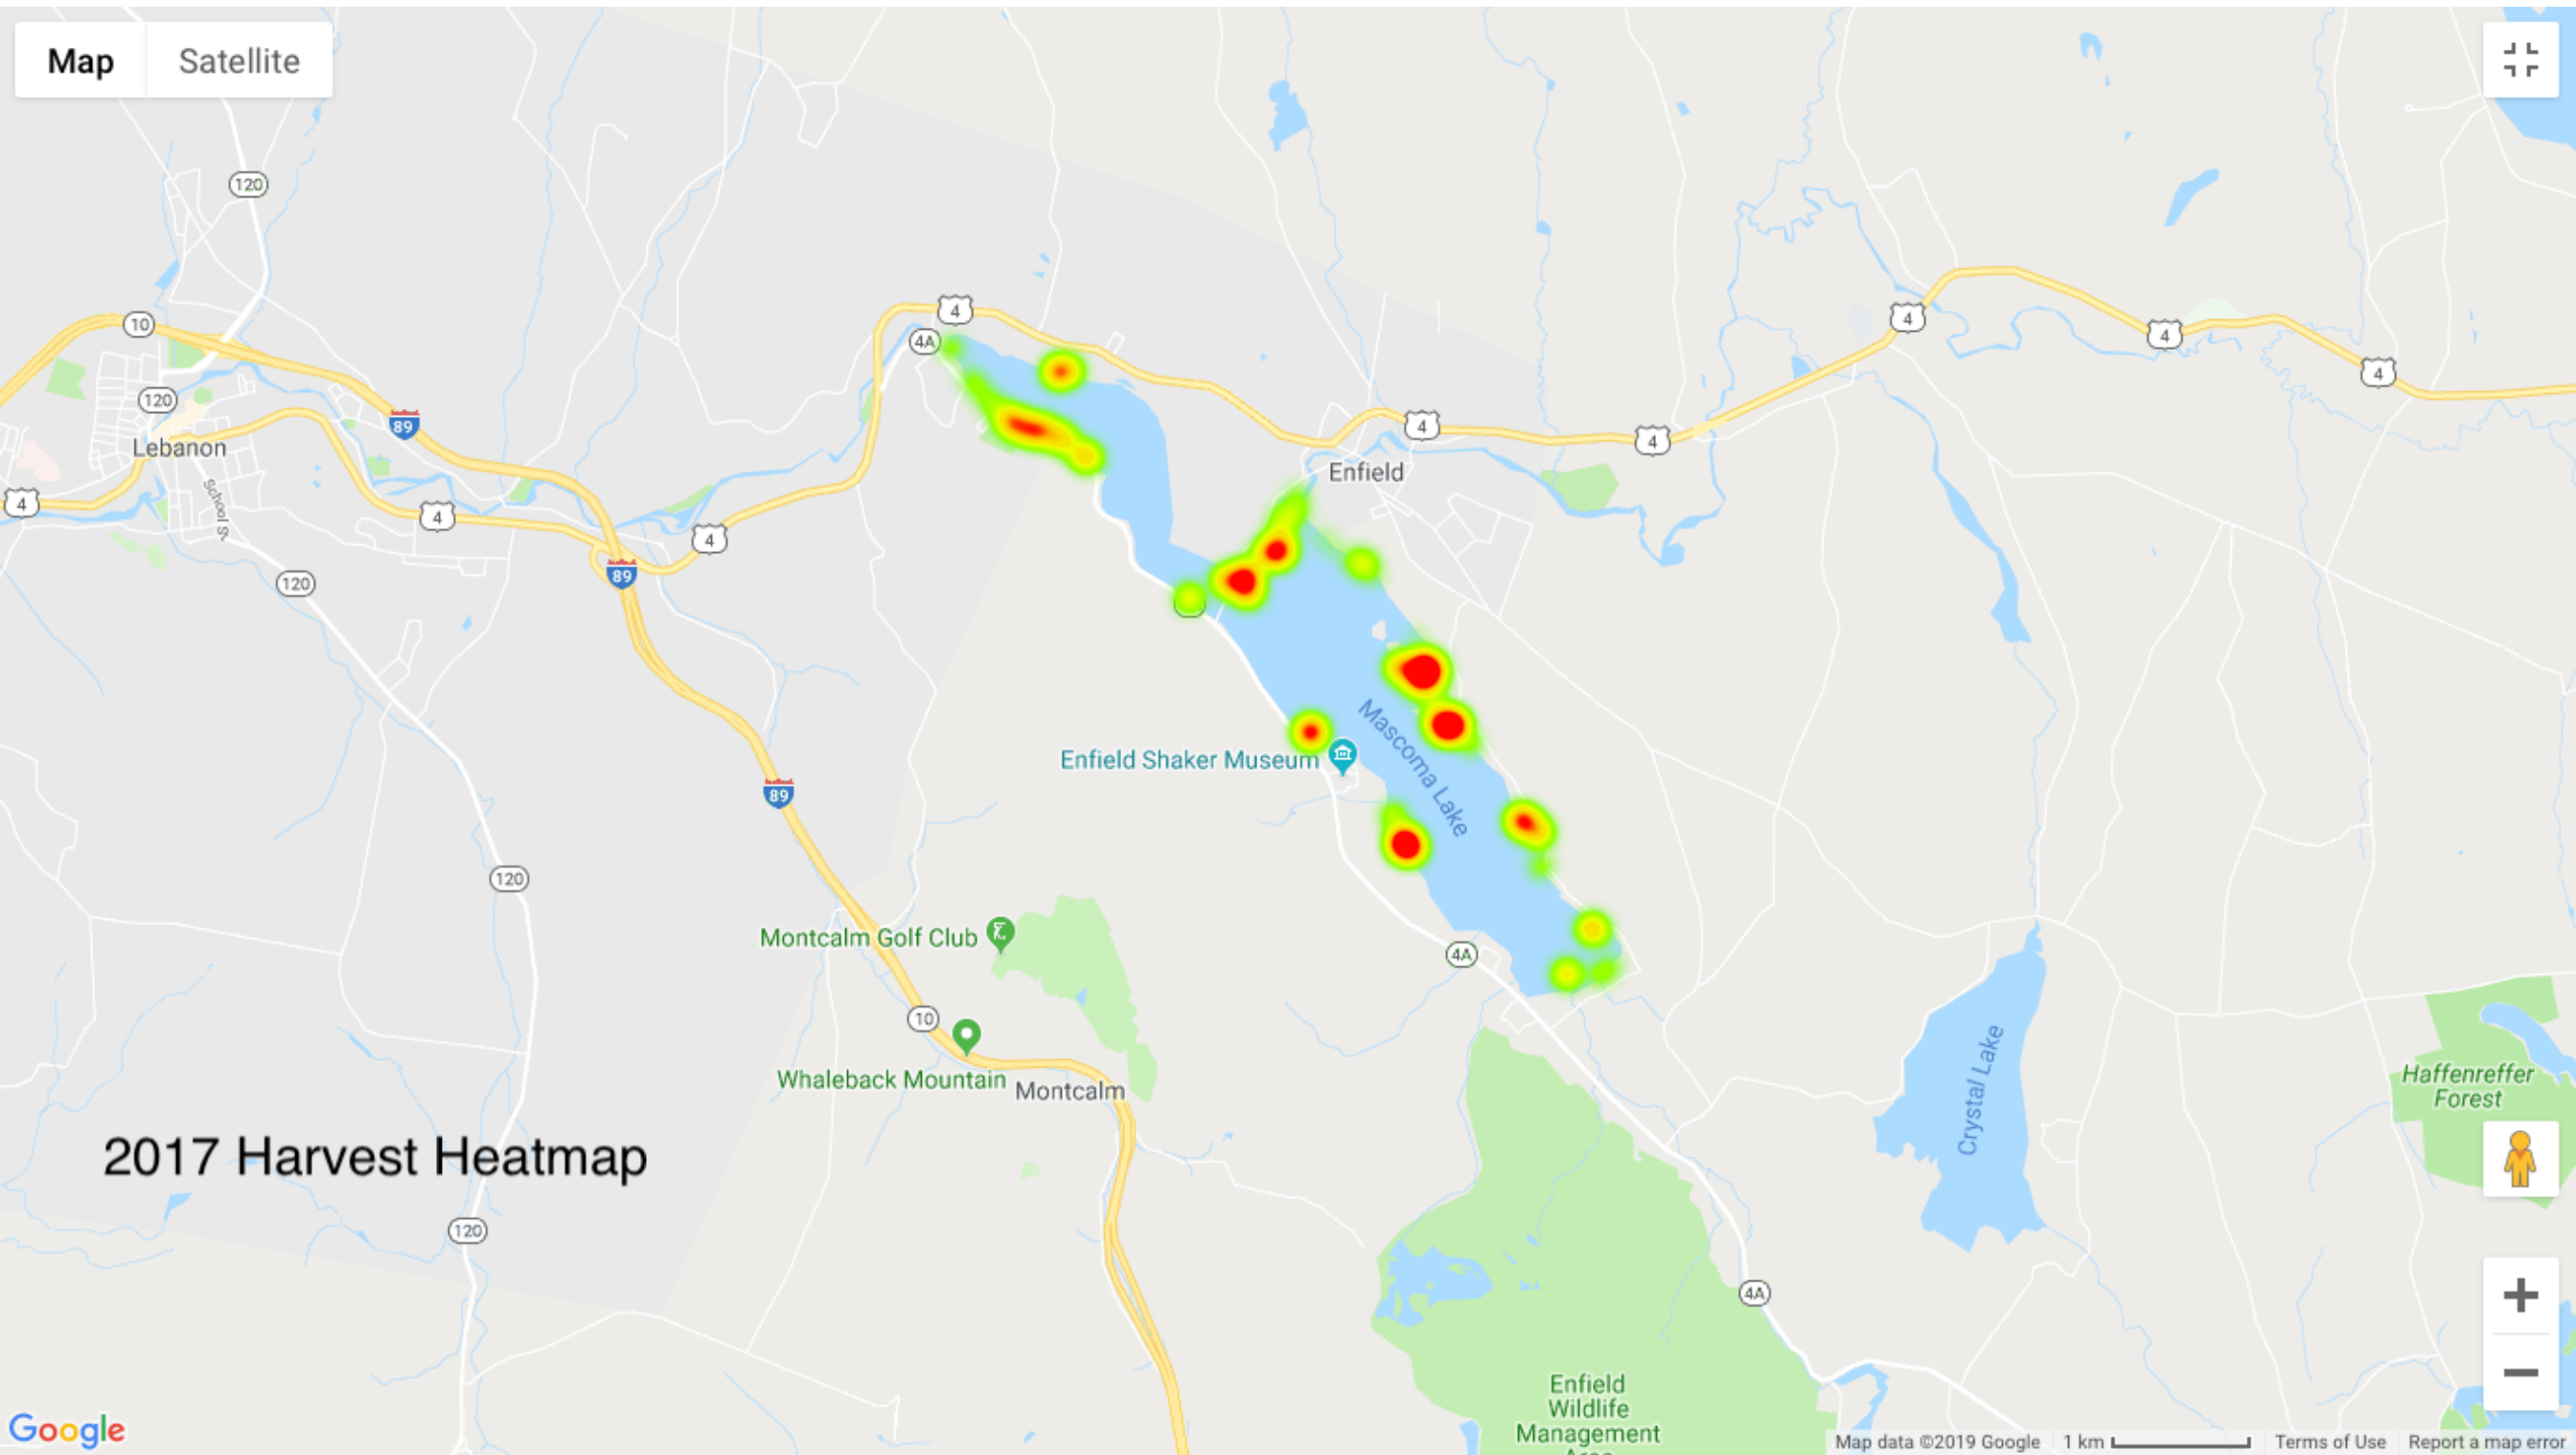 Map Satellite
120
4
10
4A
4
4
120
4
4
89
4
4
Lebanon
Enfield
School St
4
4
4
120
89
Mascoma Lake
Enfield Shaker Museum
89
120
Montcalm Golf Club
4A
10
Crystal Lake
Whaleback Mountain
Montcalm
Haffenreffer
Forest
2017 Harvest Heatmap
120
4A
Enfield
Wildlife
Management
Area
Google
Map data ©2019 Google 1 km Terms of Use Report a map error